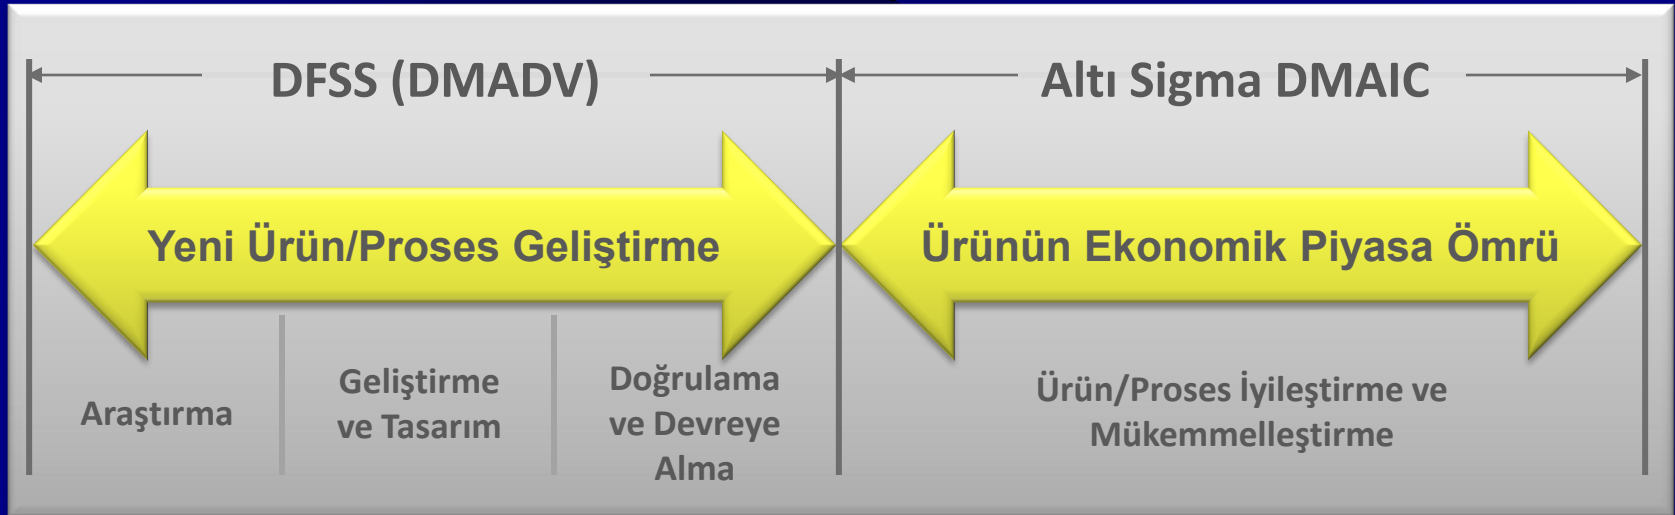 DFSS (DMADV)
Altı Sigma DMAIC
Yeni Ürün/Proses Geliştirme
Ürünün Ekonomik Piyasa Ömrü
Araştırma
Geliştirme
ve Tasarım
Doğrulama
ve Devreye
Alma
Ürün/Proses İyileştirme ve
Mükemmelleştirme